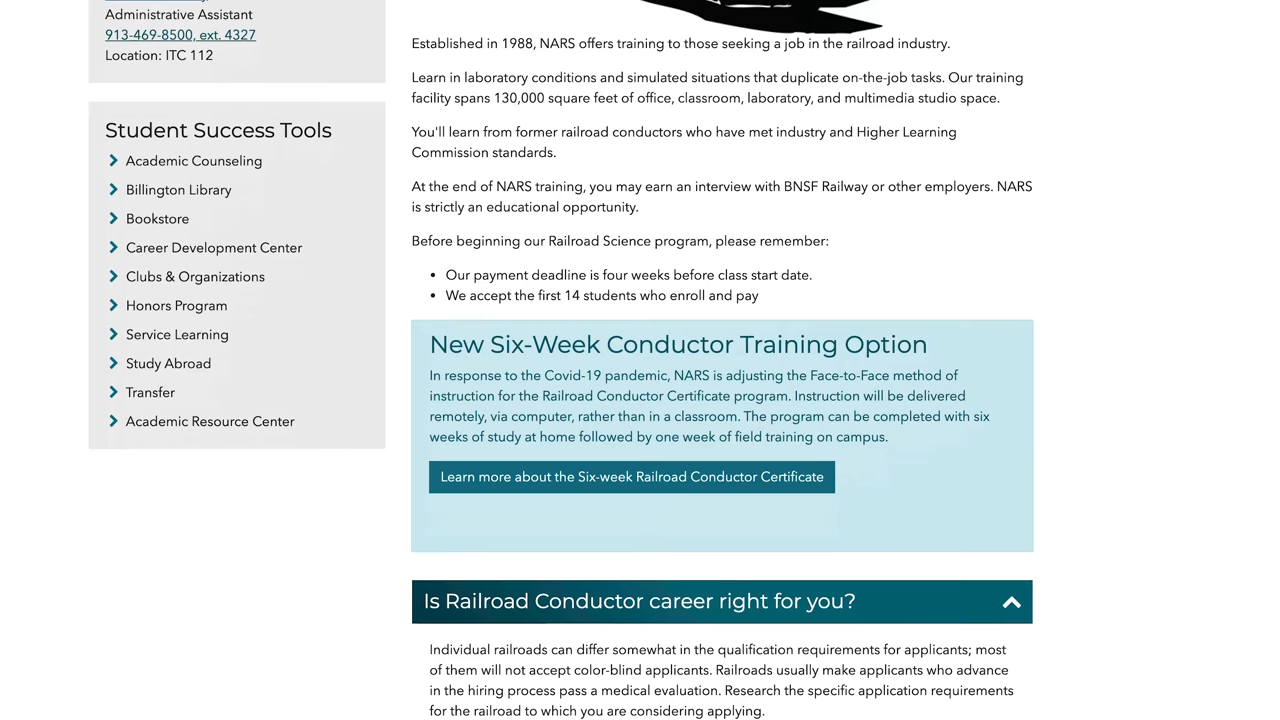 Administrative Assistant
913-469-8500, ext. 4327
Location: ITC 112
Student Success Tools
Academic Counseling
Billington Library
Bookstore
Career Development Center
Clubs & Organizations
Honors Program
Service Learning
Study Abroad
Transfer
Academic Resource Center
Established in 1988, NARS offers training to those seeking a job in the railroad industry.
Learn in laboratory conditions and simulated situations that duplicate on-the-job tasks. Our training
facility spans 130,000 square feet of office, classroom, laboratory, and multimedia studio space.
You'll learn from former railroad conductors who have met industry and Higher Learning
Commission standards.
At the end of NARS training, you may earn an interview with BNSF Railway or other employers. NARS
is strictly an educational opportunity.
Before beginning our Railroad Science program, please remember:
• Our payment deadline is four weeks before class start date.
• We accept the first 14 students who enroll and pay
New Six-Week Conductor Training Option
In response to the Covid-19 pandemic, NARS is adjusting the Face-to-Face method of
instruction for the Railroad Conductor Certificate program. Instruction will be delivered
remotely, via computer, rather than in a classroom. The program can be completed with six
weeks of study at home followed by one week of field training on campus.
Learn more about the Six-week Railroad Conductor Certificate
Is Railroad Conductor career right for you?
Individual railroads can differ somewhat in the qualification requirements for applicants; most
of them will not accept color-blind applicants. Railroads usually make applicants who advance
in the hiring process pass a medical evaluation. Research the specific application requirements
for the railroad to which you are considering applying.